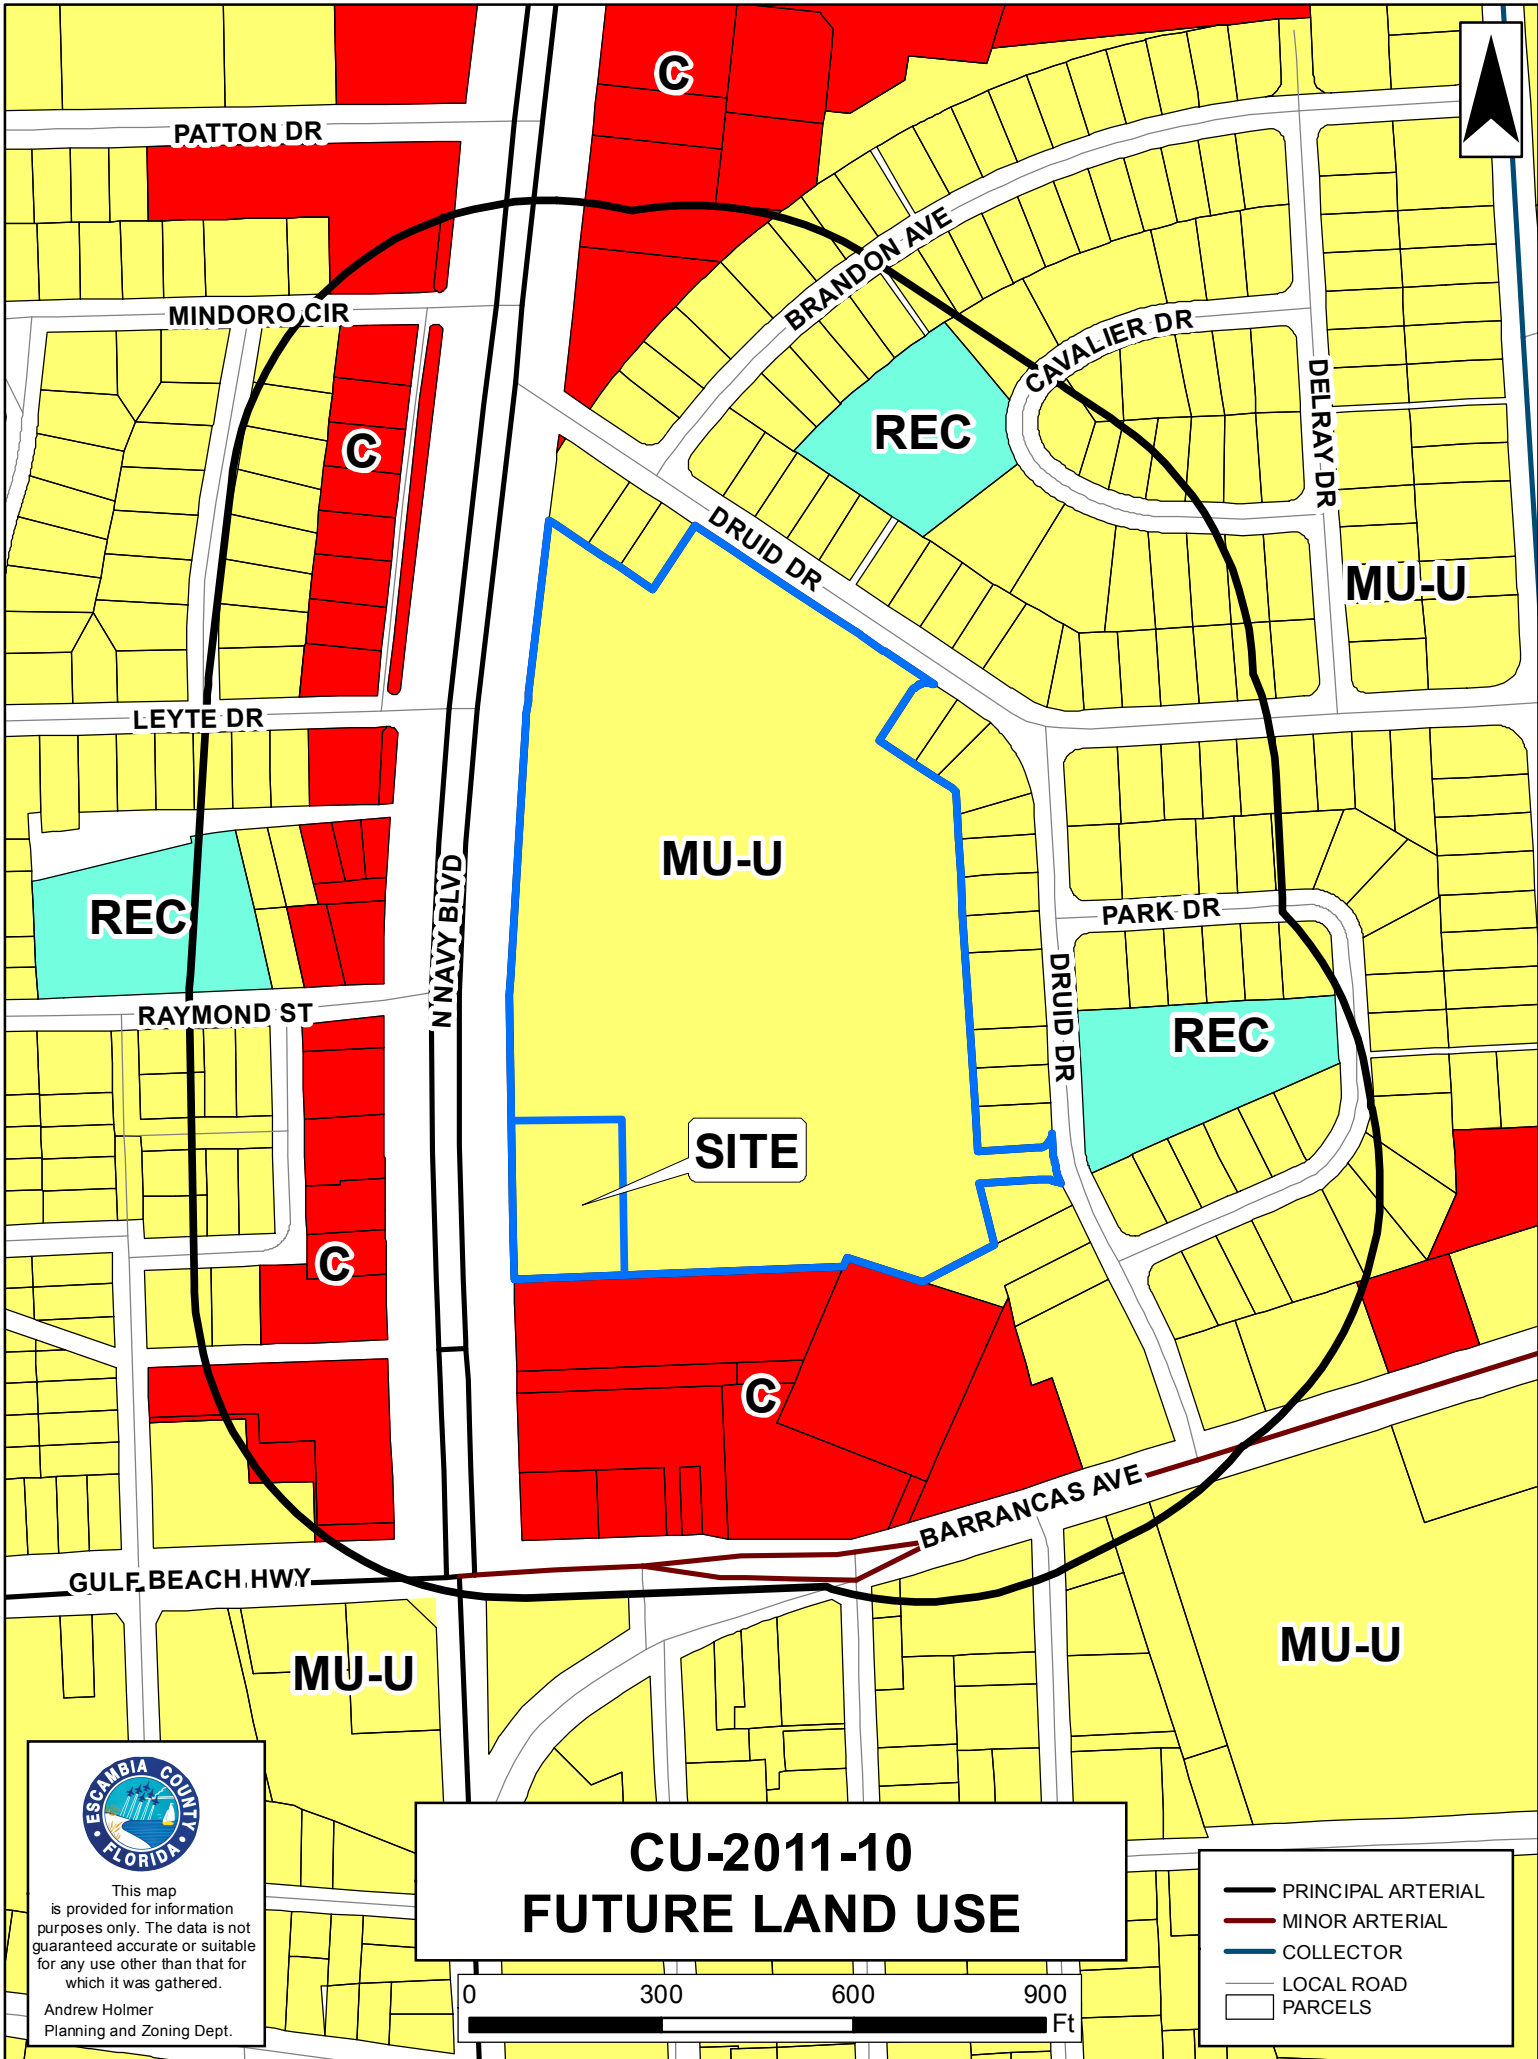 C
PATTON DR
BRANDON AVE
MINDORO CIR
CAVALIER DR
DELRAY DR
C
REC
DRUID DR
MU-U
LEYTE DR
MU-U
N NAVY BLVD
REC
PARK DR
DRUID DR
RAYMOND ST
REC
SITE
C
C
BARRANCAS AVE
GULF BEACH HWY
MU-U
MU-U
ESCAMBIA COUNTY
FLORIDA
This map
is provided for information
purposes only. The data is not
guaranteed accurate or suitable
for any use other than that for
which it was gathered.
Andrew Holmer
Planning and Zoning Dept.
CU-2011-10
FUTURE LAND USE
0 300 600 900
Ft
PRINCIPAL ARTERIAL
MINOR ARTERIAL
COLLECTOR
LOCAL ROAD
PARCELS